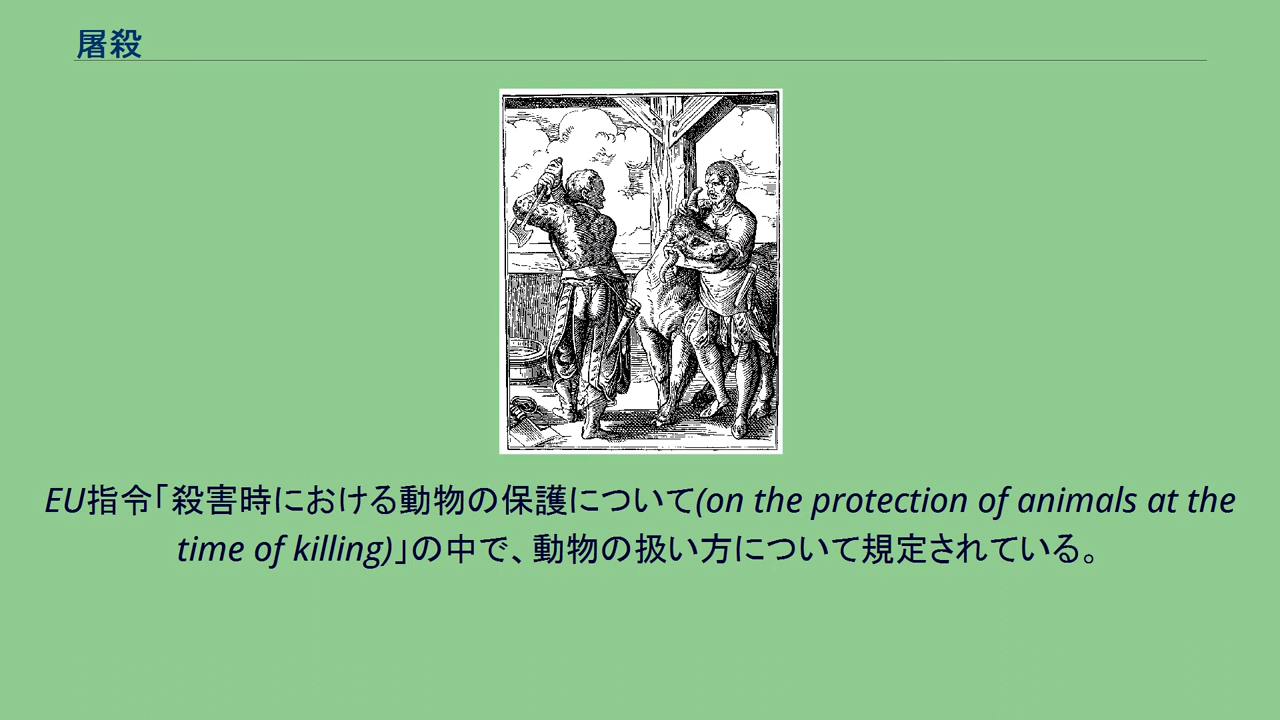 屠殺
EU指令「殺害時における動物の保護について(on the protection of animals at the
time of killing)」の中で、動物の扱い方について規定されている。